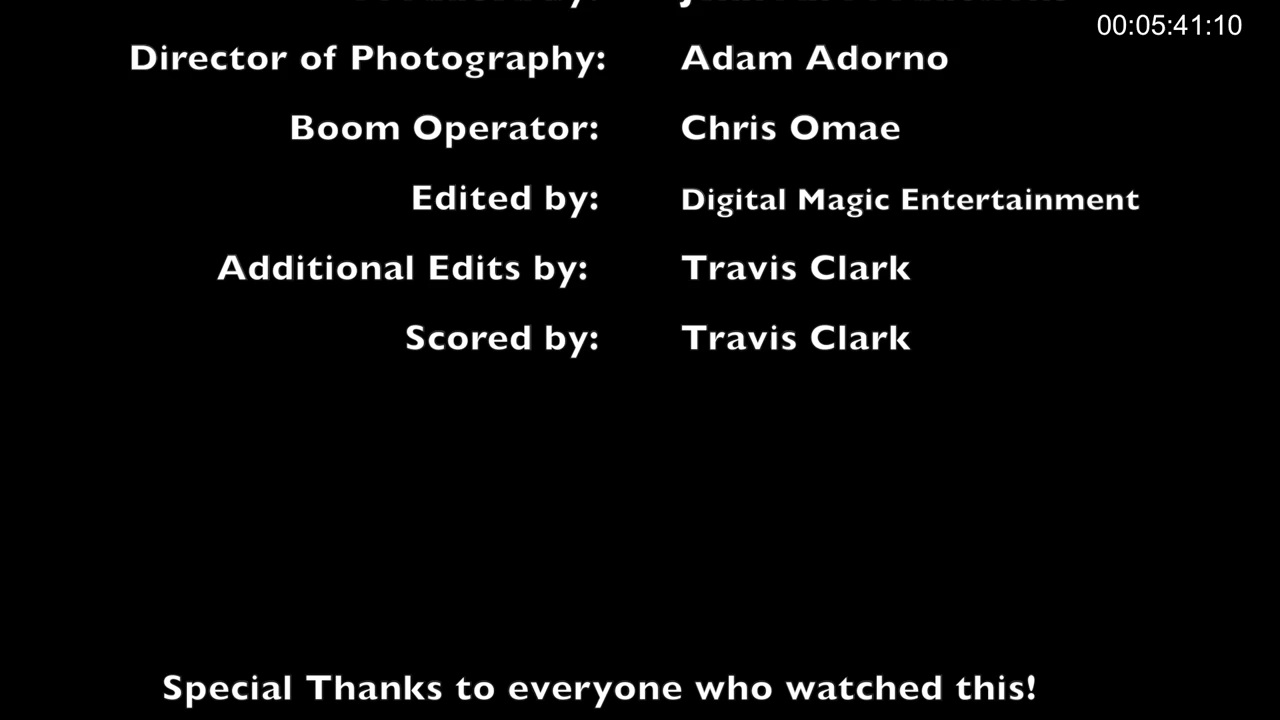 00:05:41:10
Director of Photography: Adam Adorno
Boom Operator: Chris Omae
Edited by: Digital Magic Entertainment
Additional Edits by: Travis Clark
Scored by: Travis Clark
Special Thanks to everyone who watched this!